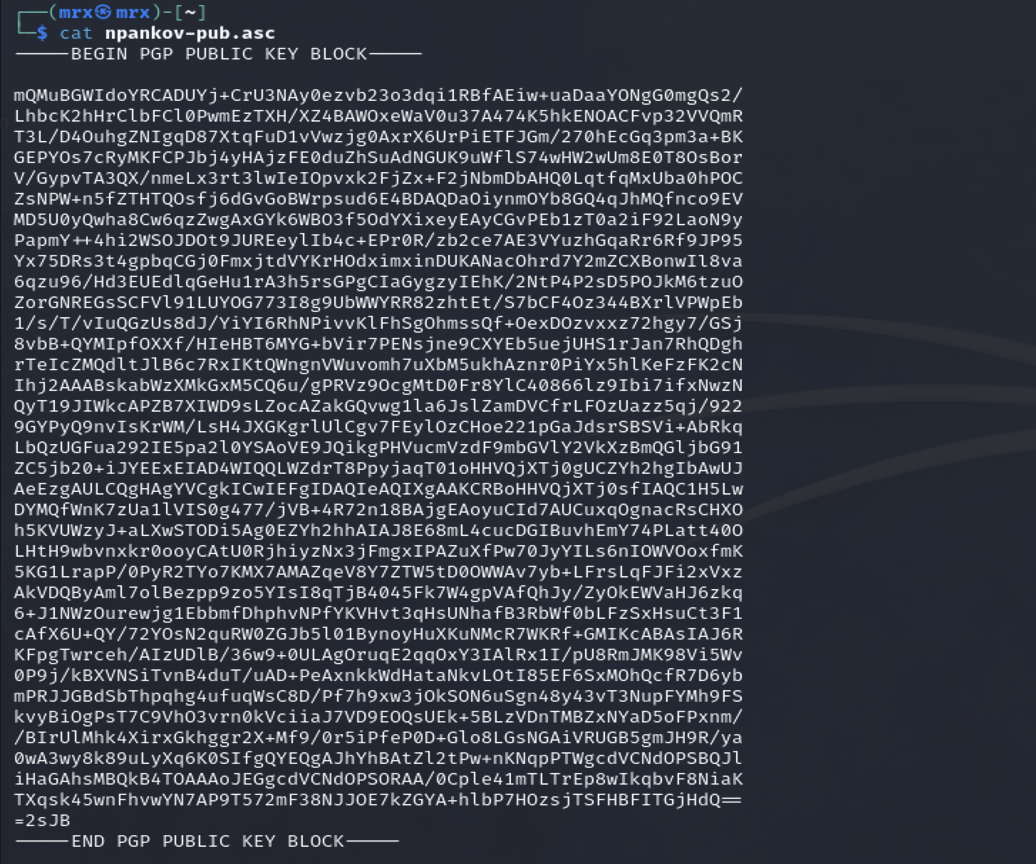 ┌──(mrx㉿mrx)-[~]
└─$ cat npankov-pub.asc
-----BEGIN PGP PUBLIC KEY BLOCK-----
mQMuBGWIdoYRCADUYj+CrU3NAy0ezvb23o3dqi1RBfAEiw+uaDaaYONgG0mgQs2/
LhbcK2hHrClbFCl0PwmEzTXH/XZ4BAWOxeWaV0u37A474K5hkENOACFvp32VVQmR
T3L/D4OuhgZNIgqD87XtqFuD1vVwzjg0AxrX6UrPiETFJGm/270hEcGq3pm3a+BK
GEPYOs7cRyMKFCPJbj4yHAjzFE0duZhSuAdNGUK9uWflS74wHW2wUm8E0T8OsBor
V/GypvTA3QX/nmeLx3rt3lwIeIOpvxk2FjZx+F2jNbmDbAHQ0LqtfqMxUba0hPOC
ZsNPW+n5fZTHTQOsfj6dGvGoBWrpsud6E4BDAQDaOiynmOYb8GQ4qJhMQfnco9EV
MD5U0yQwha8Cw6qzZwgAxGYk6WBO3f5OdYXixeyEAyCGvPEb1zT0a2iF92LaoN9y
PapmY++4hi2WSOJDOt9JUREeylIb4c+EPr0R/zb2ce7AE3VYuzhGqaRr6Rf9JP95
Yx75DRs3t4gpbqCGj0FmxjtdVYKrHOdximxinDUKANacOhrd7Y2mZCXBonwIl8va
6qzu96/Hd3EUEdlqGeHu1rA3h5rsGPgCIaGygzyIEhK/2NtP4P2sD5POJkM6tzuO
ZorGNREGsSCFVl91LUYOG773I8g9UbWWYRR82zhtEt/S7bCF4Oz344BXrlVPWpEb
1/s/T/vIuQGzUs8dJ/YiYI6RhNPivvKlFhSgOhmssQf+OexDOzvxxz72hgy7/GSj
8vbB+QYMIpfOXXf/HIeHBT6MYG+bVir7PENsjne9CXYEb5uejUHS1rJan7RhQDgh
rTeIcZMQdltJlB6c7RxIKtQWngnVWuvomh7uXbM5ukhAznr0PiYx5hlKeFzFK2cN
Ihj2AAABskabWzXMkGxM5CQ6u/gPRVz9OcgMtD0Fr8YlC40866lz9Ibi7ifxNwzN
QyT19JIWkcAPZB7XIWD9sLZocAZakGQvwg1la6JslZamDVCfrLFOzUazz5qj/922
9GYPyQ9nvIsKrWM/LsH4JXGKgrlUlCgv7FEylOzCHoe221pGaJdsrSBSVi+AbRkq
LbQzUGFua292IE5pa2l0YSAoVE9JQikgPHVucmVzdF9mbGVlY2VkXzBmQGljbG91
ZC5jb20+iJYEExEIAD4WIQQLWZdrT8PpyjaqT01oHHVQjXTj0gUCZYh2hgIbAwUJ
AeEzgAULCQgHAgYVCgkICwIEFgIDAQIeAQIXgAAKCRBoHHVQjXTj0sfIAQC1H5Lw
DYMQfWnK7zUa1lVIS0g477/jVB+4R72n18BAjgEAoyuCId7AUCuxqOgnacRsCHXO
h5KVUWzyJ+aLXwSTODi5Ag0EZYh2hhAIAJ8E68mL4cucDGIBuvhEmY74PLatt40O
LHtH9wbvnxkr0ooyCAtU0RjhiyzNx3jFmgxIPAZuXfPw70JyYILs6nIOWVOoxfmK
5KG1LrapP/0PyR2TYo7KMX7AMAZqeV8Y7ZTW5tD0OWWAv7yb+LFrsLqFJFi2xVxz
AkVDQByAml7olBezpp9zo5YIsI8qTjB4045Fk7W4gpVAfQhJy/ZyOkEWVaHJ6zkq
6+J1NWzOurewjg1EbbmfDhphvNPfYKVHvt3qHsUNhafB3RbWf0bLFzSxHsuCt3F1
cAfX6U+QY/72YOsN2quRW0ZGJb5l01BynoyHuXKuNMcR7WKRf+GMIKcABAsIAJ6R
KFpgTwrceh/AIzUDlB/36w9+0ULAgOruqE2qqOxY3IAlRx1I/pU8RmJMK98Vi5Wv
0P9j/kBXVNSiTvnB4duT/uAD+PeAxnkkWdHataNkvLOtI85EF6SxMOhQcfR7D6yb
mPRJJGBdSbThpqhg4ufuqWsC8D/Pf7h9xw3jOkSON6uSgn48y43vT3NupFYMh9FS
kvyBiOgPsT7C9VhO3vrn0kVciiaJ7VD9EOQsUEk+5BLzVDnTMBZxNYaD5oFPxnm/
/BIrUlMhk4XirxGkhggr2X+Mf9/0r5iPfeP0D+Glo8LGsNGAiVRUGB5gmJH9R/ya
0wA3wy8k89uLyXq6K0SIfgQYEQgAJhYhBAtZl2tPw+nKNqpPTWgcdVCNdOPSBQJl
iHaGAhsMBQkB4TOAAAoJEGgcdVCNdOPSORAA/0Cple41mTLTrEp8wIkqbvF8NiaK
TXqsk45wnFhvwYN7AP9T572mF38NJJOE7kZGYA+hlbP7HOzsjTSFHBFITGjHdQ==
=2sJB
-----END PGP PUBLIC KEY BLOCK-----